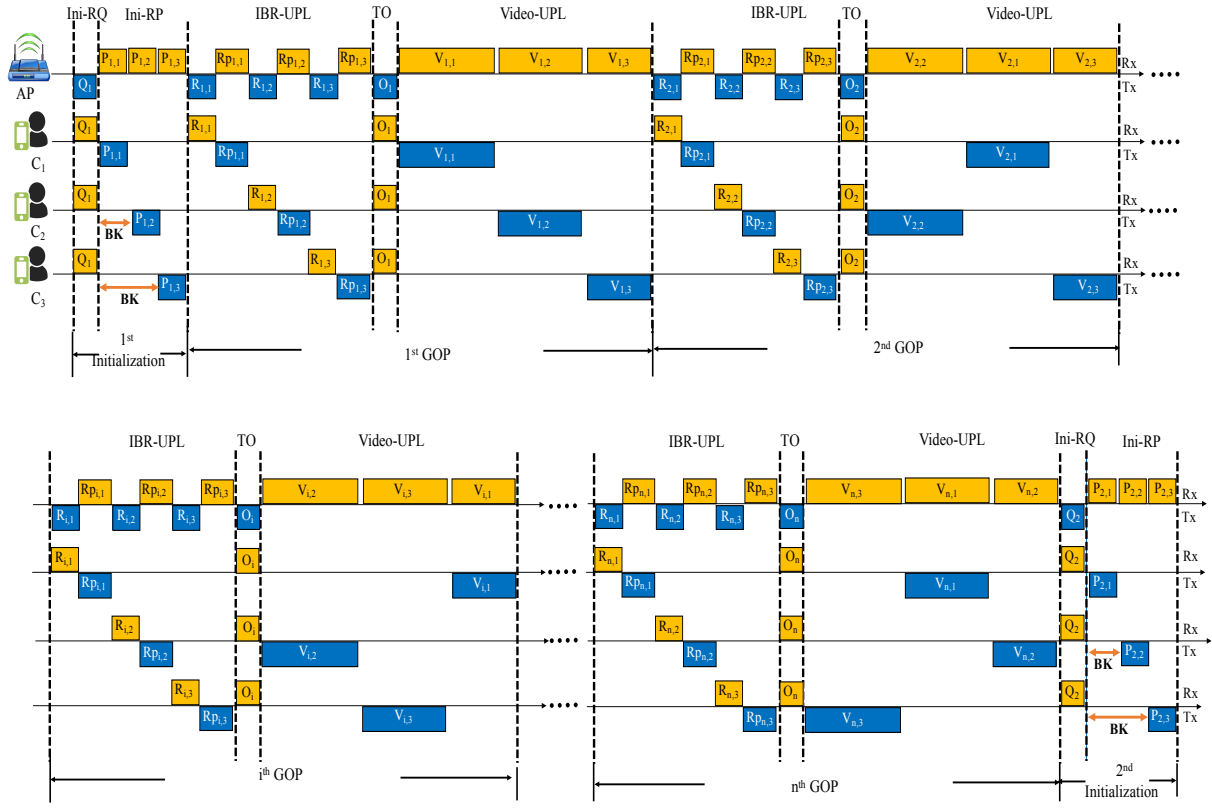 Ini-RQ Ini-RP IBR-UPL TO Video-UPL IBR-UPL TO Video-UPL
P1,1 P1,2 P1,3 Rp1,1 Rp1,2 Rp1,3 V1,1 V1,2 V1,3 Rp2,1 Rp2,2 Rp2,3 V2,2 V2,1 V2,3 Rx
AP Q1 R1,1 R1,2 R1,3 O1 R2,1 R2,2 R2,3 O2 Tx
Q1 R1,1 O1 R2,1 O2 Rx
C1 P1,1 Rp1,1 V1,1 Rp2,1 V2,1 Tx
Q1 R1,2 O1 R2,2 O2 Rx
C2 BK P1,2 Rp1,2 V1,2 Rp2,2 V2,2 Tx
Q1 R1,3 O1 R2,3 O2 Rx
C3 BK P1,3 Rp1,3 V1,3 Rp2,3 V2,3 Tx
1st
Initialization
1st GOP
2nd GOP
IBR-UPL TO Video-UPL IBR-UPL TO Video-UPL Ini-RQ Ini-RP
Rpi,1 Rpi,2 Rpi,3 Vi,2 Vi,3 Vi,1 Rpn,1 Rpn,2 Rpn,3 Vn,3 Vn,1 Vn,2 P2,1 P2,2 P2,3 Rx
Ri,1 Ri,2 Ri,3 Oi Rn,1 Rn,2 Rn,3 On Q2 Tx
Ri,1 Oi Rn,1 On Q2 Rx
Rpi,1 Vi,1 Rpn,1 Vn,1 P2,1 Tx
Ri,2 Oi Rn,2 On Q2 Rx
Rpi,2 Vi,2 Rpn,2 Vn,2 BK P2,2 Tx
Ri,3 Oi Rn,3 On Q2 Rx
Rpi,3 Vi,3 Rpn,3 Vn,3 BK P2,3 Tx
ith GOP
nth GOP
2nd
Initialization